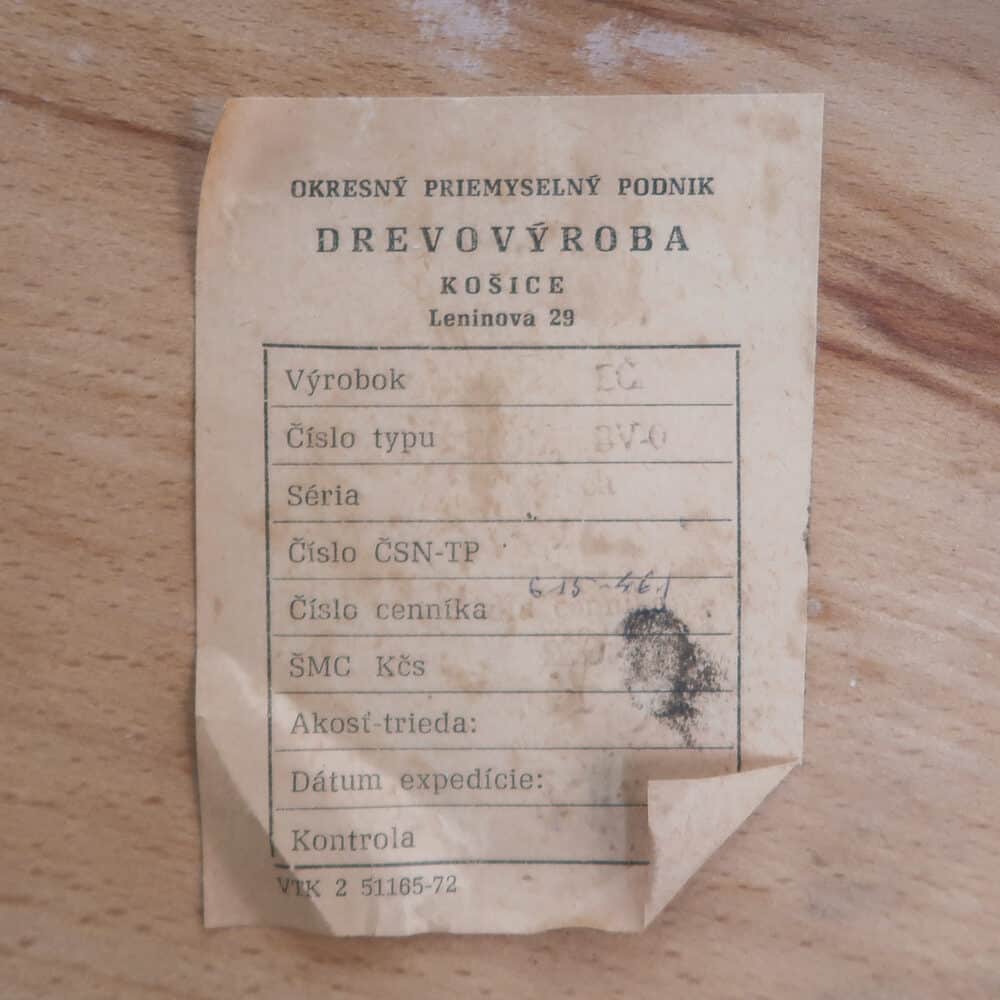 OKRESNÝ PRIEMYSELNÝ PODNIK
DREVOVÝROBA
KOŠICE
Leninova 29
Výrobok
Číslo typu
Séria
Číslo ČSN-TP
Číslo cenníka
ŠMC Kčs
Akosť-trieda:
Dátum expedície:
Kontrola
VTK 2 51165-72